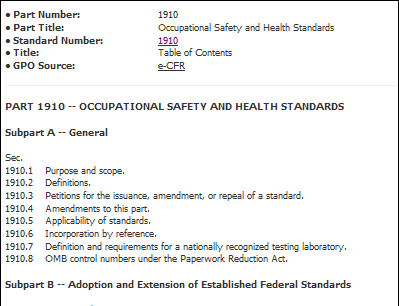 • Part Number: 1910
• Part Title: Occupational Safety and Health Standards
• Standard Number: 1910
• Title: Table of Contents
• GPO Source: e-CFR
PART 1910 -- OCCUPATIONAL SAFETY AND HEALTH STANDARDS
Subpart A -- General
Sec.
1910.1 Purpose and scope.
1910.2 Definitions.
1910.3 Petitions for the issuance, amendment, or repeal of a standard.
1910.4 Amendments to this part.
1910.5 Applicability of standards.
1910.6 Incorporation by reference.
1910.7 Definition and requirements for a nationally recognized testing laboratory.
1910.8 OMB control numbers under the Paperwork Reduction Act.
Subpart B -- Adoption and Extension of Established Federal Standards